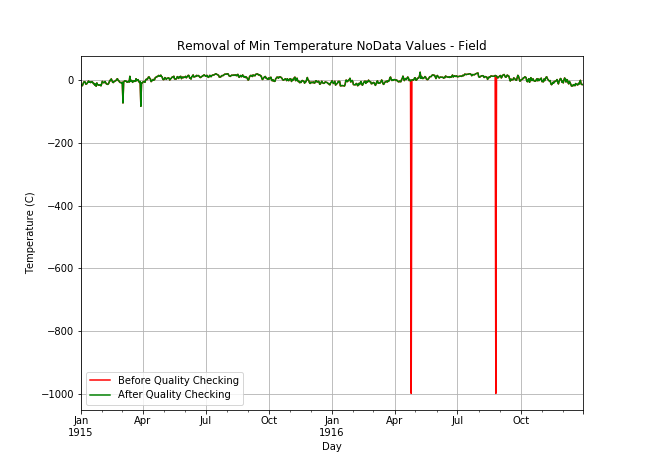 Removal of Min Temperature NoData Values - Field
Temperature (C)
0
−200
−400
−600
−800
−1000
Before Quality Checking
After Quality Checking
Jan Apr Jul Oct Jan Apr Jul Oct
1915 1916
Day